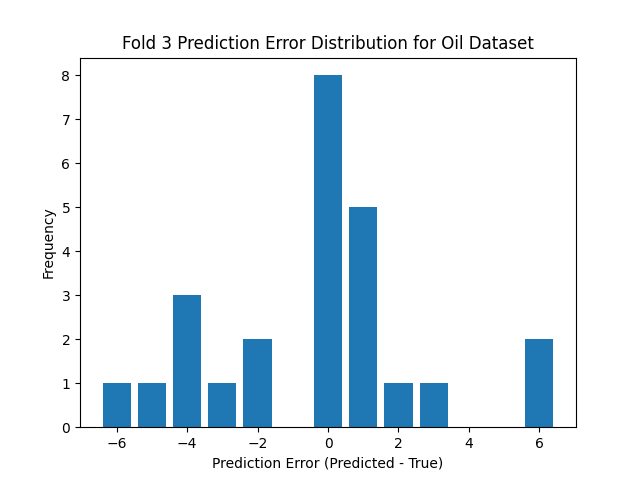 Fold 3 Prediction Error Distribution for Oil Dataset
8
7
6
5
4
3
2
1
0
Frequency
−6 −4 −2 0 2 4 6
Prediction Error (Predicted - True)